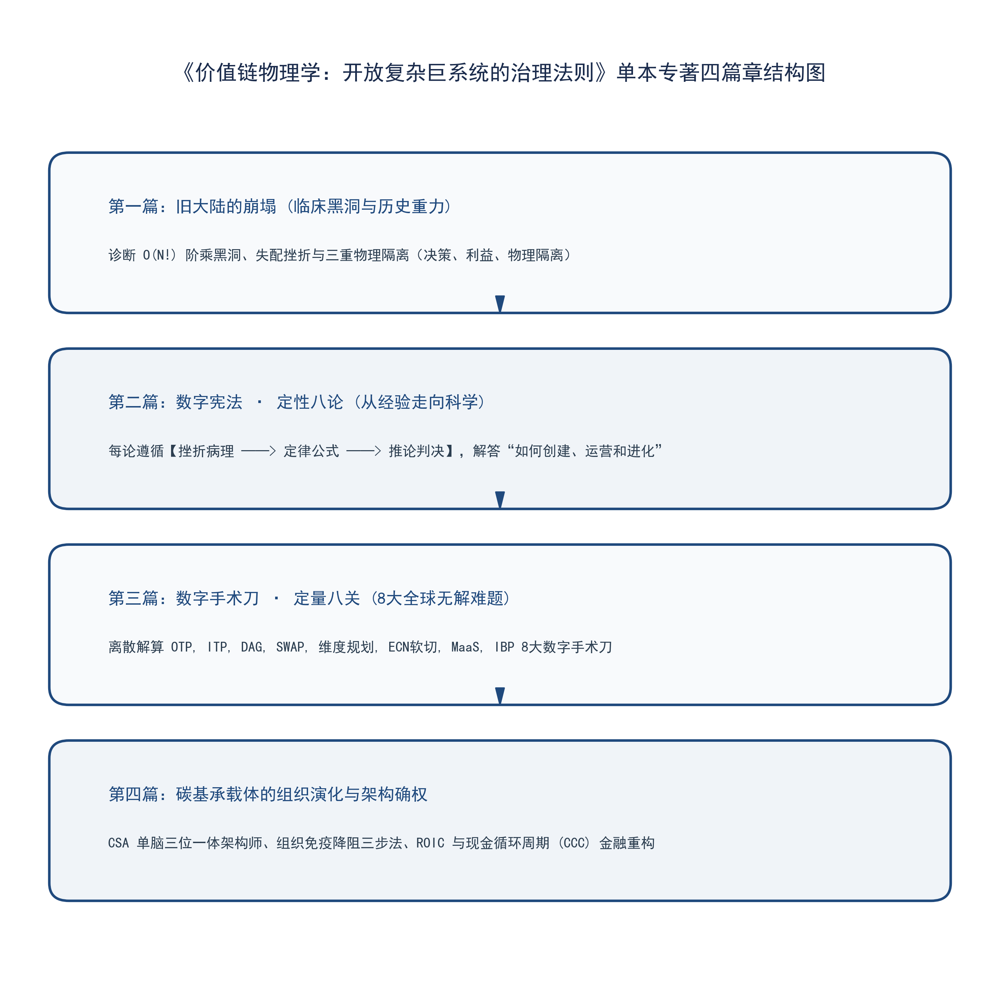 《价值链物理学：开放复杂巨系统的治理法则》单本专著四篇章结构图
第一篇：旧大陆的崩塌 (临床黑洞与历史重力)
诊断 O(N!) 阶乘黑洞、失配挫折与三重物理隔离（决策、利益、物理隔离）
第二篇：数字宪法 · 定性八论 (从经验走向科学)
每论遵循【挫折病理 ──> 定律公式 ──> 推论判决】，解答“如何创建、运营和进化”
第三篇：数字手术刀 · 定量八关 (8大全球无解难题)
离散解算 OTP, ITP, DAG, SWAP, 维度规划, ECN软切, MaaS, IBP 8大数字手术刀
第四篇：碳基承载体的组织演化与架构确权
CSA 单脑三位一体架构师、组织免疫降阻三步法、ROIC 与现金循环周期 (CCC) 金融重构